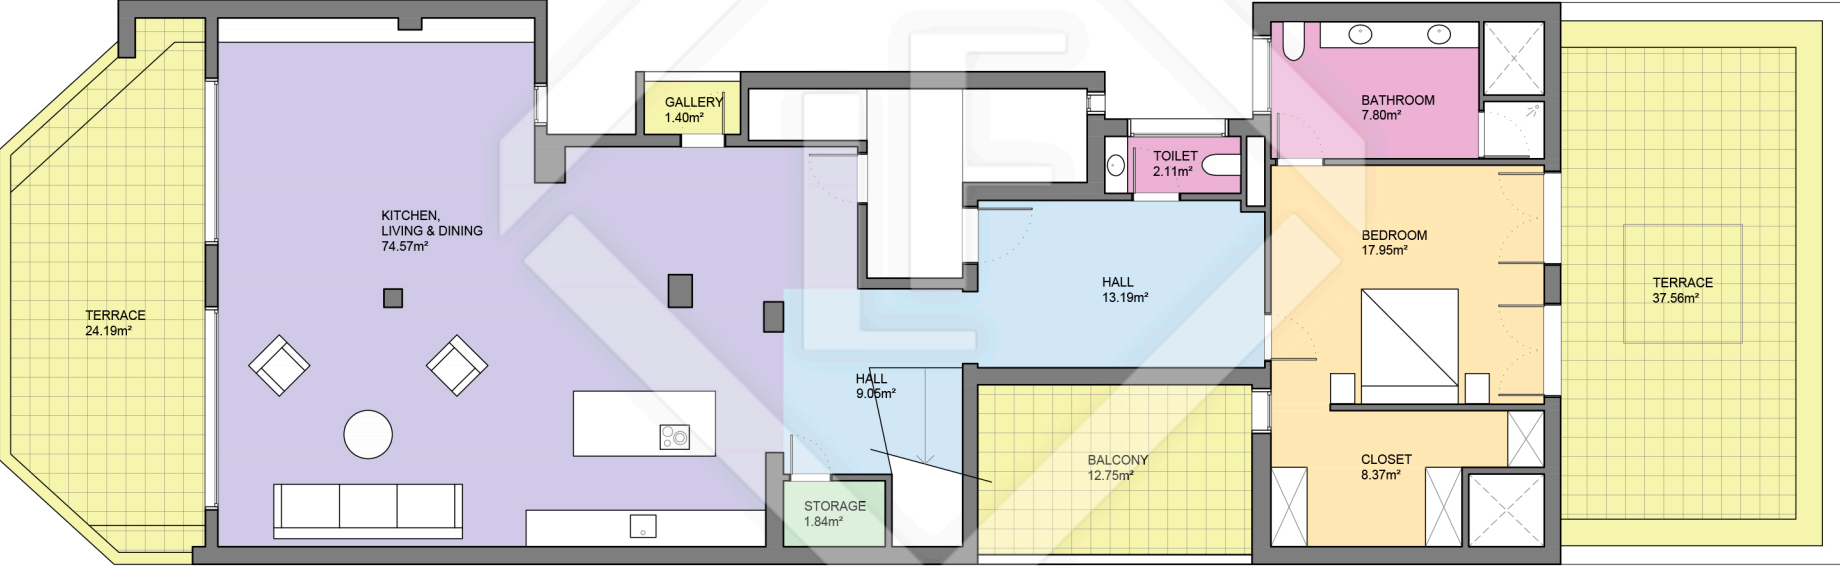 GALLERY
1.40m²
BATHROOM
7.80m²
TOILET
2.11m²
KITCHEN,
LIVING & DINING
74.57m²
BEDROOM
17.95m²
HALL
13.19m²
TERRACE
37.56m²
TERRACE
24.19m²
HALL
9.05m²
BALCONY
12.75m²
CLOSET
8.37m²
STORAGE
1.84m²